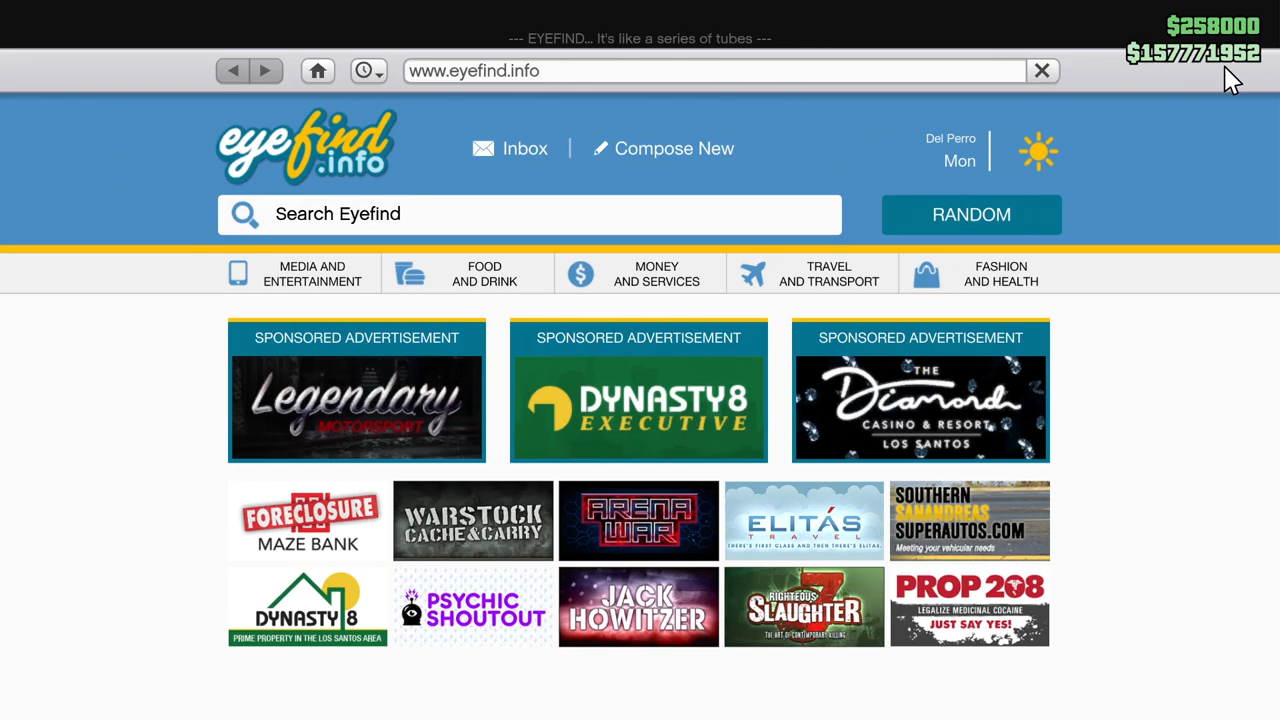 $258000
--- EYEFIND... It's like a series of tubes ---
$157771952
www.eyefind.info
eyefind
.info
Inbox
Compose New
Del Perro
Mon
Search Eyefind
RANDOM
MEDIA AND
ENTERTAINMENT
FOOD
AND DRINK
MONEY
AND SERVICES
TRAVEL
AND TRANSPORT
FASHION
AND HEALTH
SPONSORED ADVERTISEMENT
Legendary
MOTORSPORT
SPONSORED ADVERTISEMENT
DYNASTY8
EXECUTIVE
SPONSORED ADVERTISEMENT
THE
Diamond
CASINO & RESORT
LOS SANTOS
FORECLOSURE
MAZE BANK
WARSTOCK
CACHE&CARRY
ARENA
WAR
ELITÁS
TRAVEL
THERE'S FIRST CLASS AND THEN THERE'S ELITAS.
SOUTHERN
SANANDREAS
SUPERAUTOS.COM
Meeting your vehicular needs
DYNASTY 8
PRIME PROPERTY IN THE LOS SANTOS AREA
PSYCHIC
SHOUTOUT
JACK
HOWITZER
7
RIGHTEOUS
SLAUGHTER
THE ART OF CONTEMPORARY KILLING
PROP 208
LEGALIZE MEDICINAL COCAINE
JUST SAY YES!